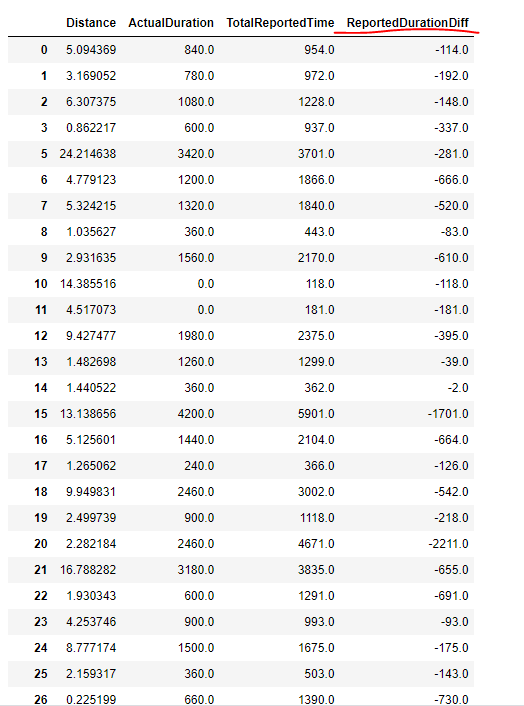 Distance ActualDuration TotalReportedTime ReportedDurationDiff
0 5.094369 840.0 954.0 -114.0
1 3.169052 780.0 972.0 -192.0
2 6.307375 1080.0 1228.0 -148.0
3 0.862217 600.0 937.0 -337.0
5 24.214638 3420.0 3701.0 -281.0
6 4.779123 1200.0 1866.0 -666.0
7 5.324215 1320.0 1840.0 -520.0
8 1.035627 360.0 443.0 -83.0
9 2.931635 1560.0 2170.0 -610.0
10 14.385516 0.0 118.0 -118.0
11 4.517073 0.0 181.0 -181.0
12 9.427477 1980.0 2375.0 -395.0
13 1.482698 1260.0 1299.0 -39.0
14 1.440522 360.0 362.0 -2.0
15 13.138656 4200.0 5901.0 -1701.0
16 5.125601 1440.0 2104.0 -664.0
17 1.265062 240.0 366.0 -126.0
18 9.949831 2460.0 3002.0 -542.0
19 2.499739 900.0 1118.0 -218.0
20 2.282184 2460.0 4671.0 -2211.0
21 16.788282 3180.0 3835.0 -655.0
22 1.930343 600.0 1291.0 -691.0
23 4.253746 900.0 993.0 -93.0
24 8.777174 1500.0 1675.0 -175.0
25 2.159317 360.0 503.0 -143.0
26 0.225199 660.0 1390.0 -730.0